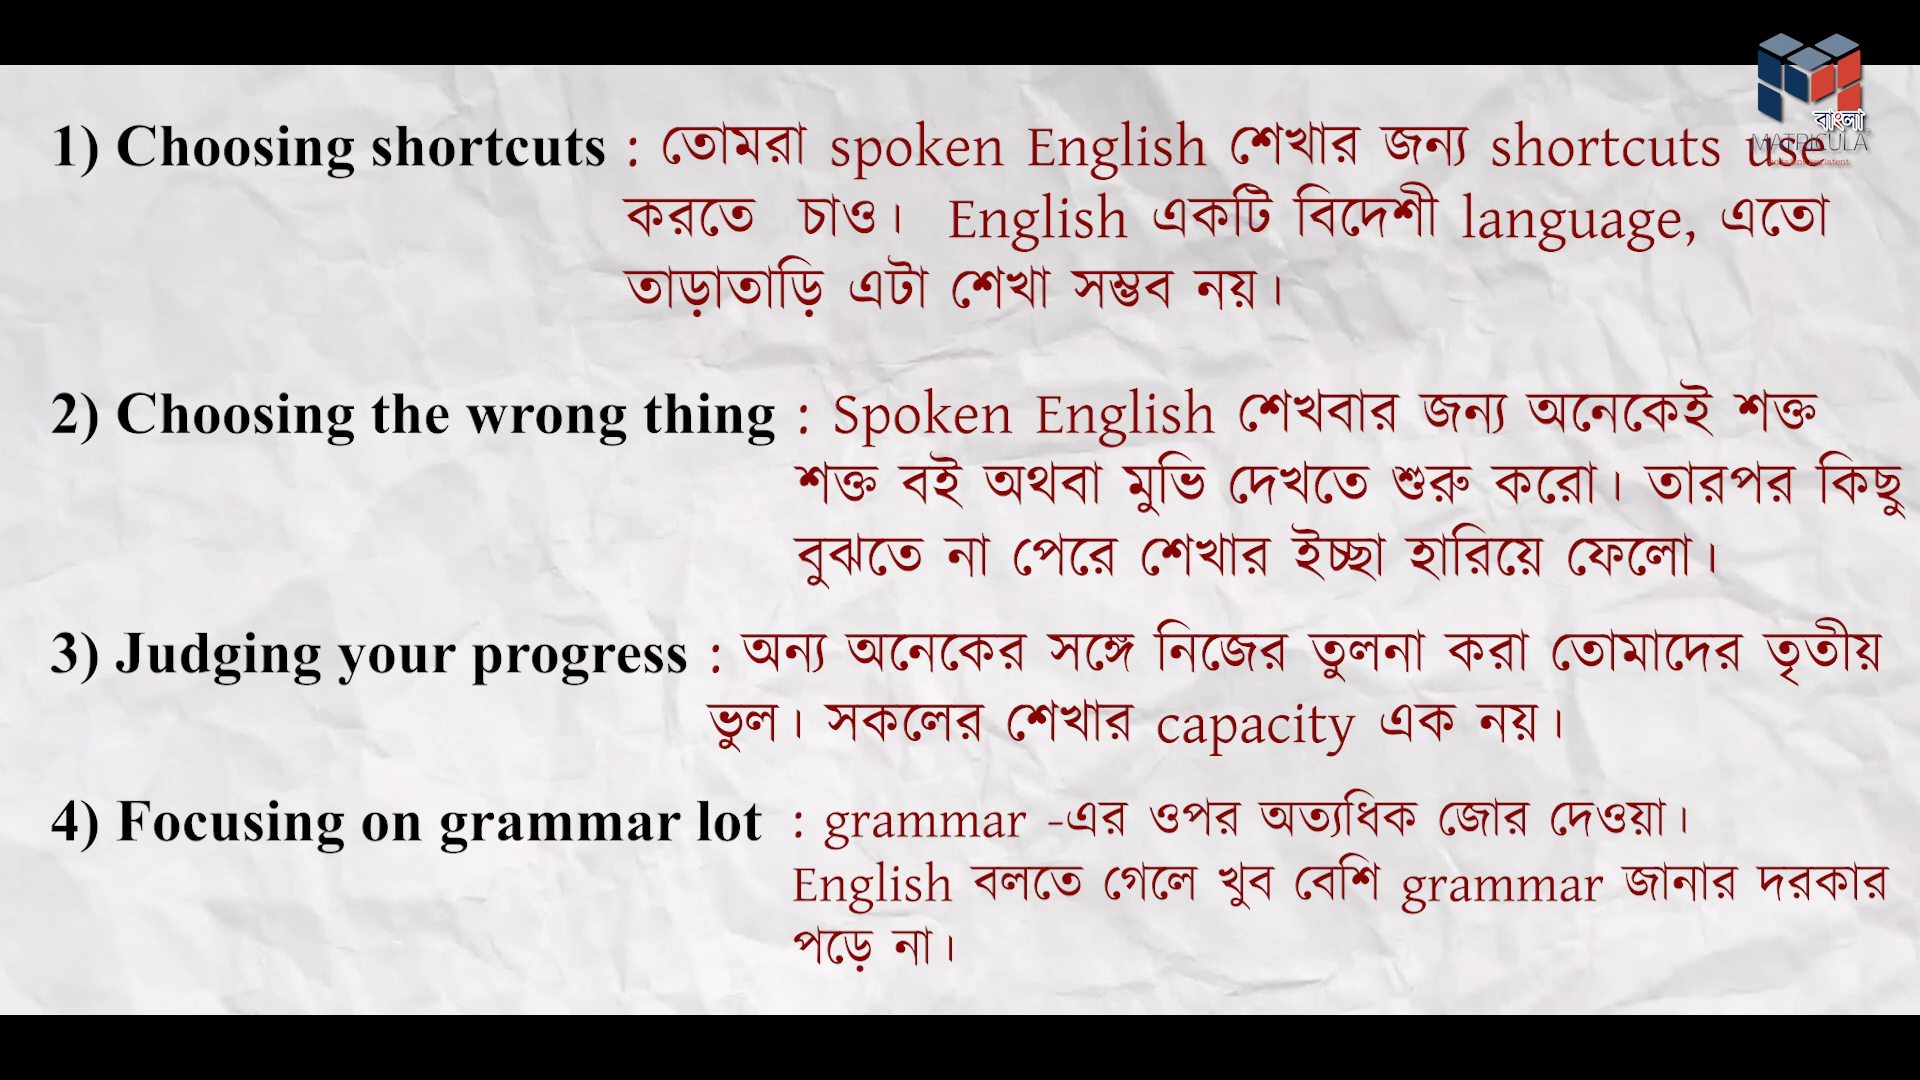 1) Choosing shortcuts : তোমরা spoken English শেখার জন্য shortcuts use
করতে চাও। English একটি বিদেশী language, এতো
তাড়াতাড়ি এটা শেখা সম্ভব নয়।
2) Choosing the wrong thing : Spoken English শেখবার জন্য অনেকেই শক্ত
শক্ত বই অথবা মুভি দেখতে শুরু করো। তারপর কিছু
বুঝতে না পেরে শেখার ইচ্ছা হারিয়ে ফেলো।
3) Judging your progress : অন্য অনেকের সঙ্গে নিজের তুলনা করা তোমাদের তৃতীয়
ভুল। সকলের শেখার capacity এক নয়।
4) Focusing on grammar lot : grammar -এর ওপর অত্যধিক জোর দেওয়া।
English বলতে গেলে খুব বেশি grammar জানার দরকার
পড়ে না।
বাংলা
MATRICULA